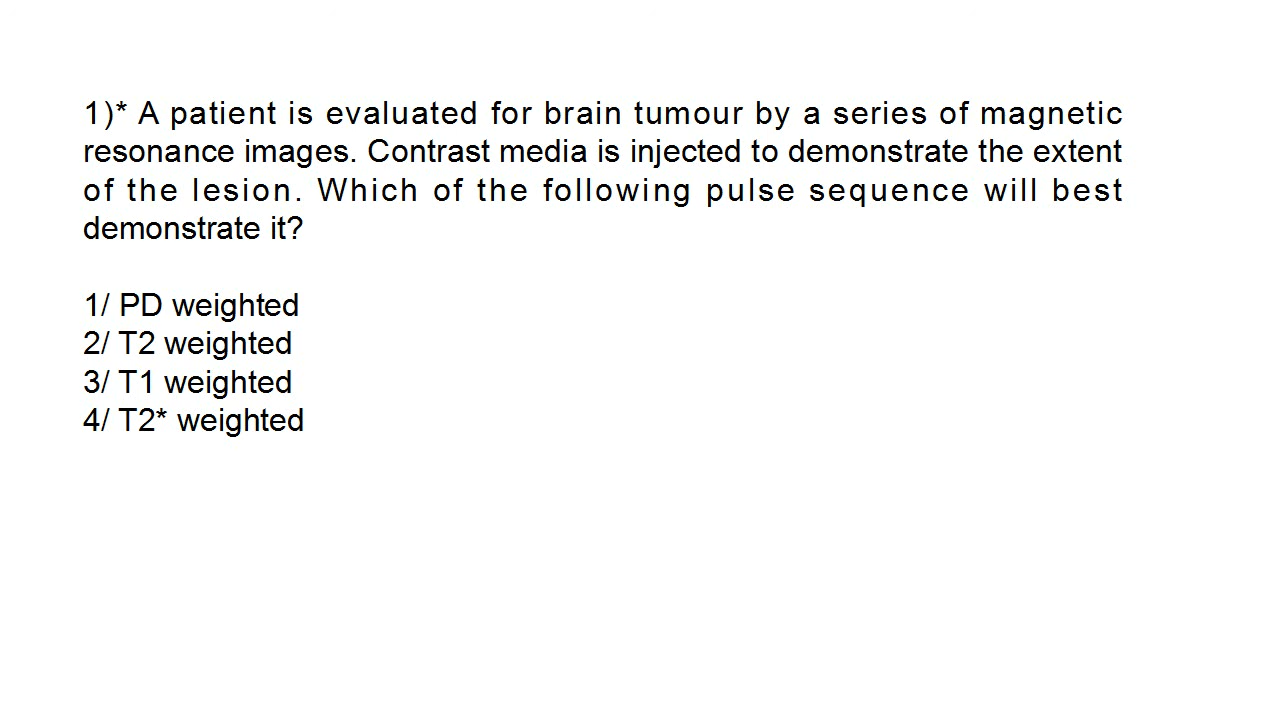 1)* A patient is evaluated for brain tumour by a series of magnetic
resonance images. Contrast media is injected to demonstrate the extent
of the lesion. Which of the following pulse sequence will best
demonstrate it?
1/ PD weighted
2/ T2 weighted
3/ T1 weighted
4/ T2* weighted